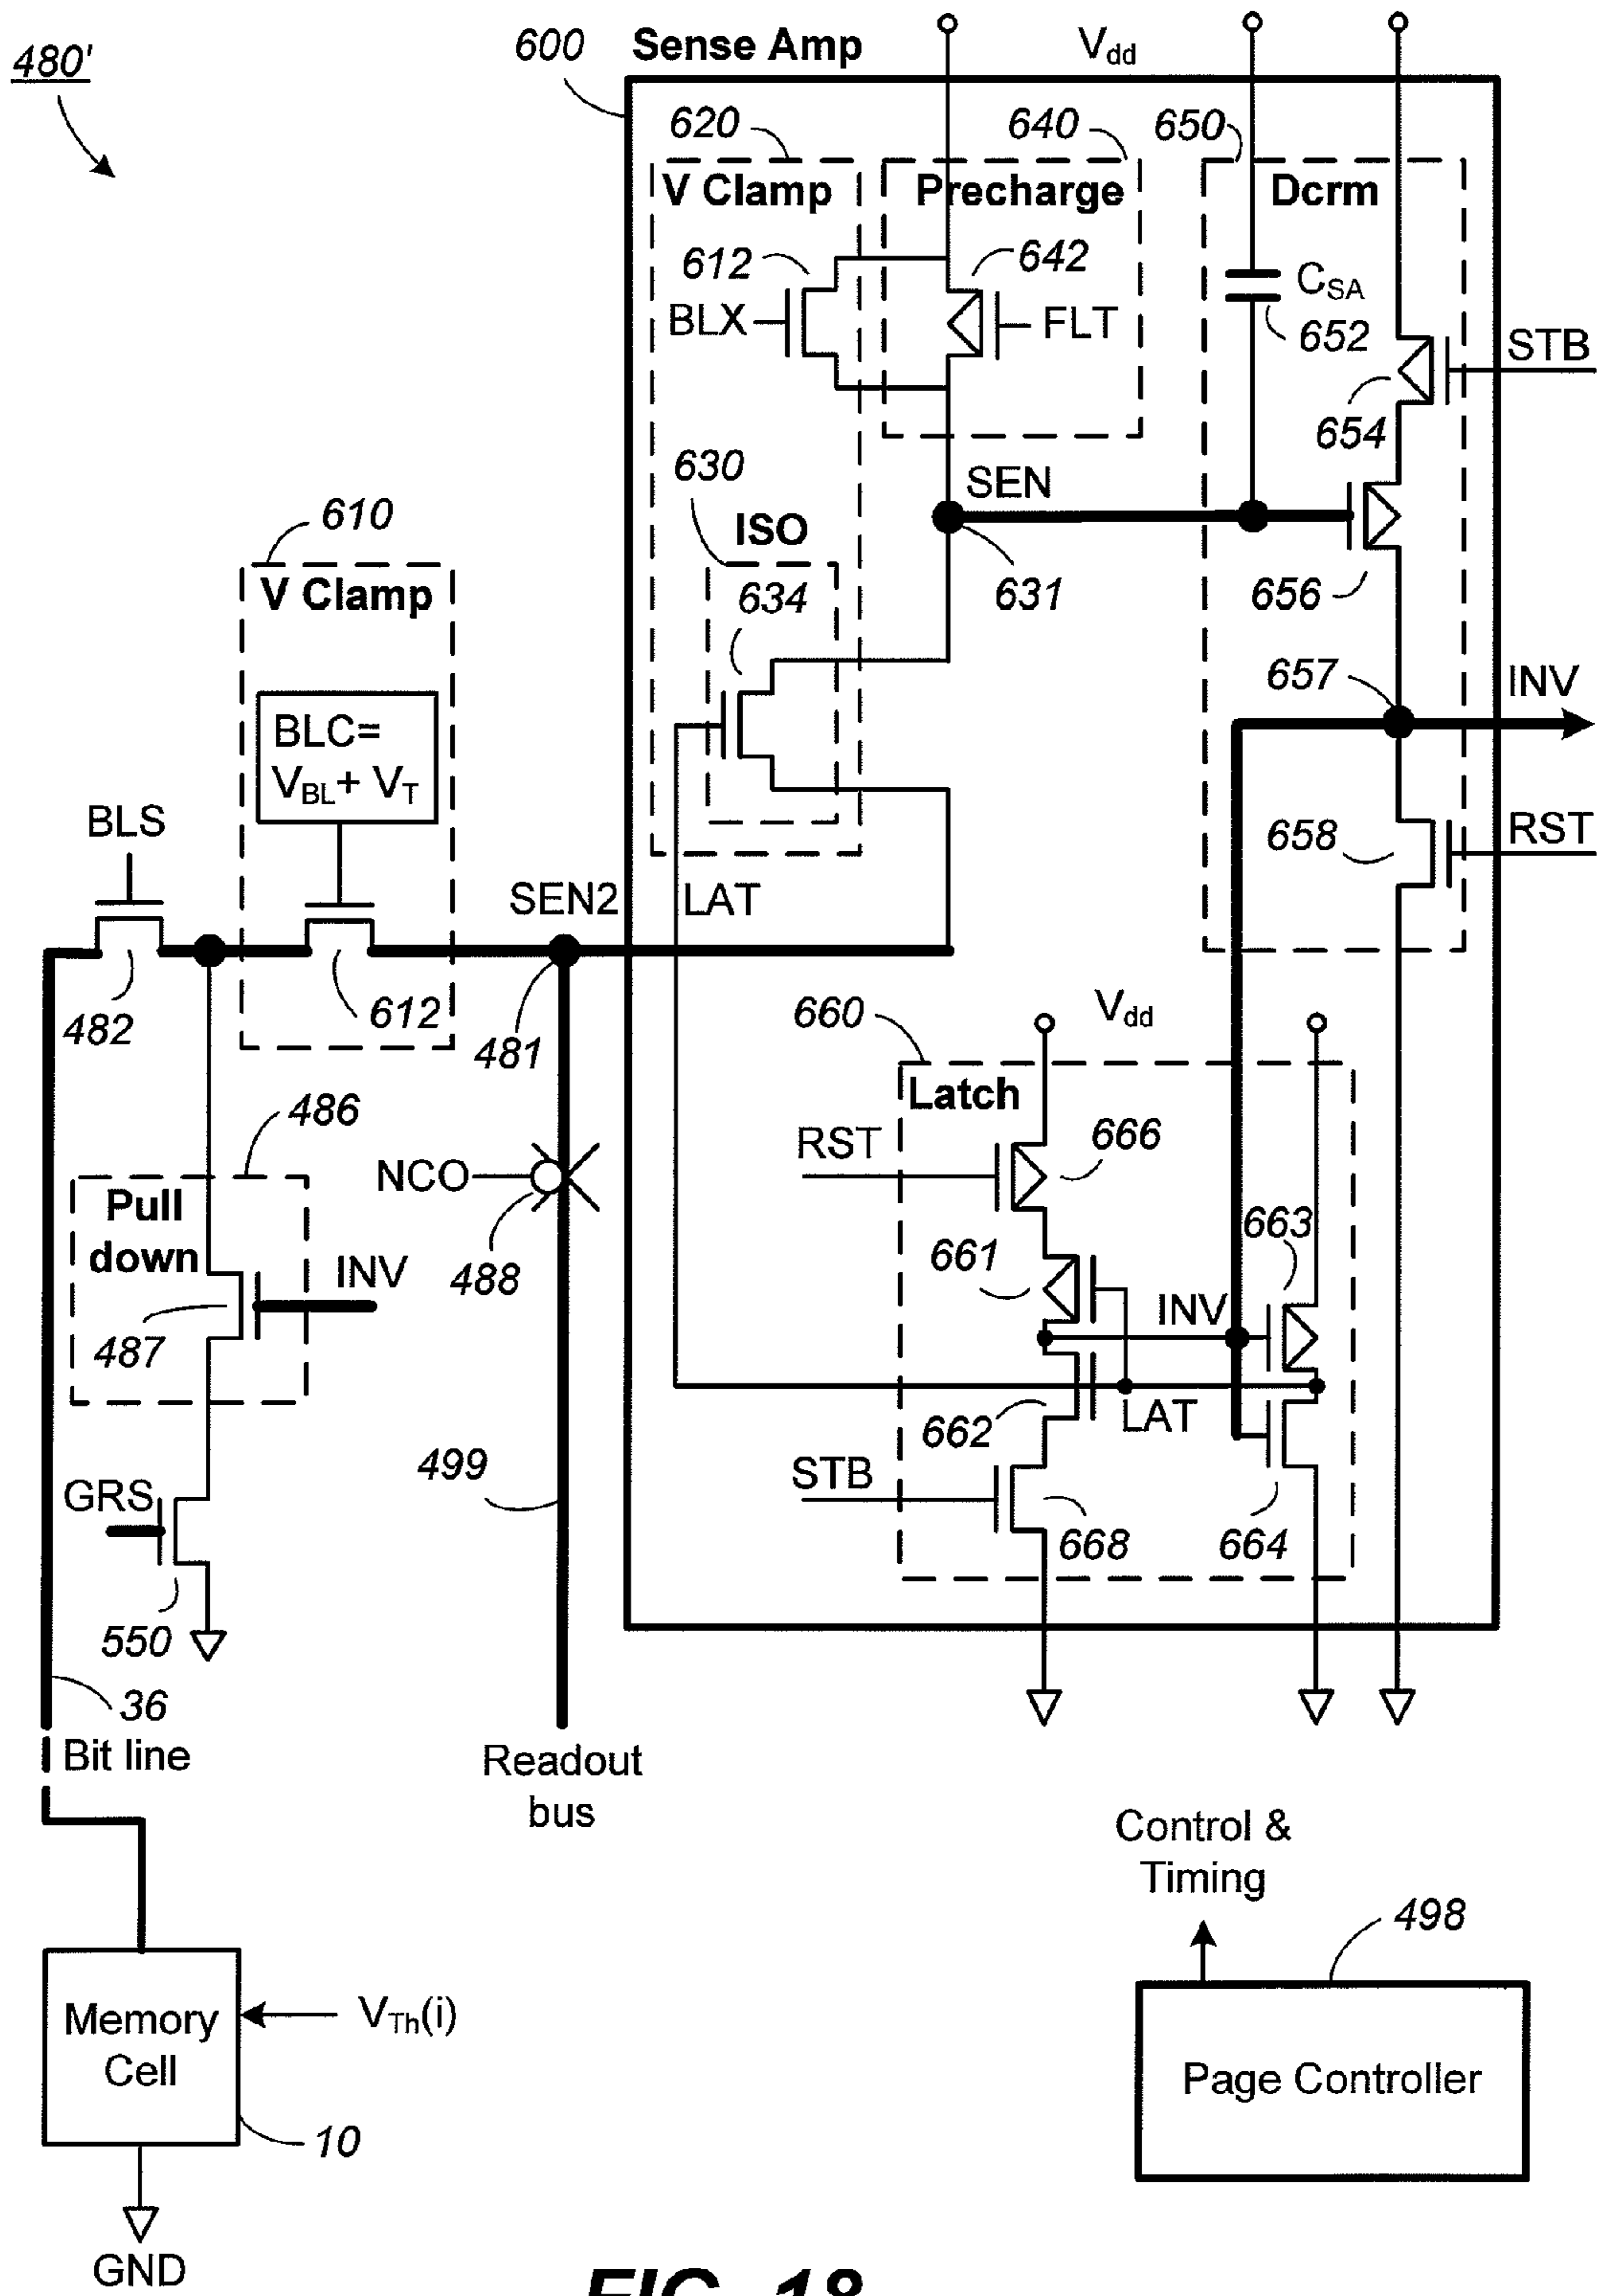 480'
600
Sense Amp
Vdd
620
640
650
V Clamp
Precharge
Dcrm
612
642
BLX
FLT
CSA
652
STB
654
630
SEN
610
ISO
V Clamp
634
631
656
657
INV
BLC=
VBL+ VT
BLS
658
RST
SEN2
LAT
482
612
481
660
Vdd
486
Latch
RST
666
NCO
Pull
down
663
661
INV
488
INV
487
662
LAT
499
STB
GRS
668
664
550
36
Bit line
Readout
bus
Control &
Timing
498
Memory
Cell
VTh(i)
Page Controller
10
GND
FIG. 18